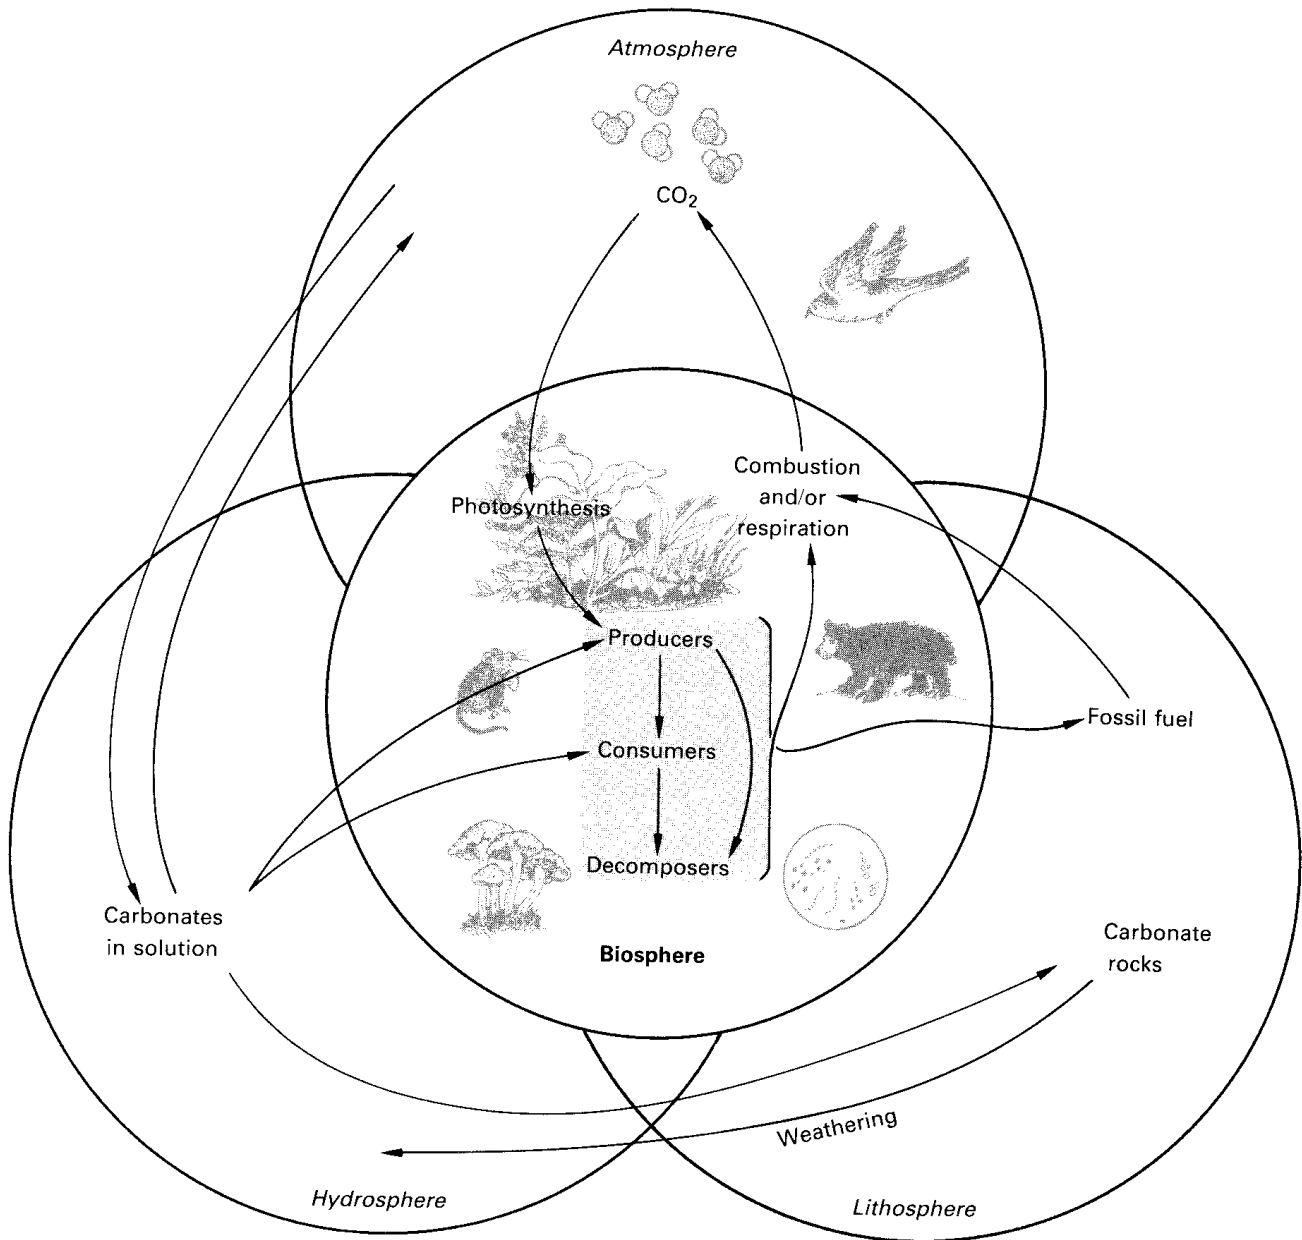 Atmosphere
CO₂
Combustion
and/or
respiration
Photosynthesis
Producers
Fossil fuel
Consumers
Decomposers
Carbonates
in solution
Carbonate
rocks
Biosphere
Weathering
Hydrosphere
Lithosphere